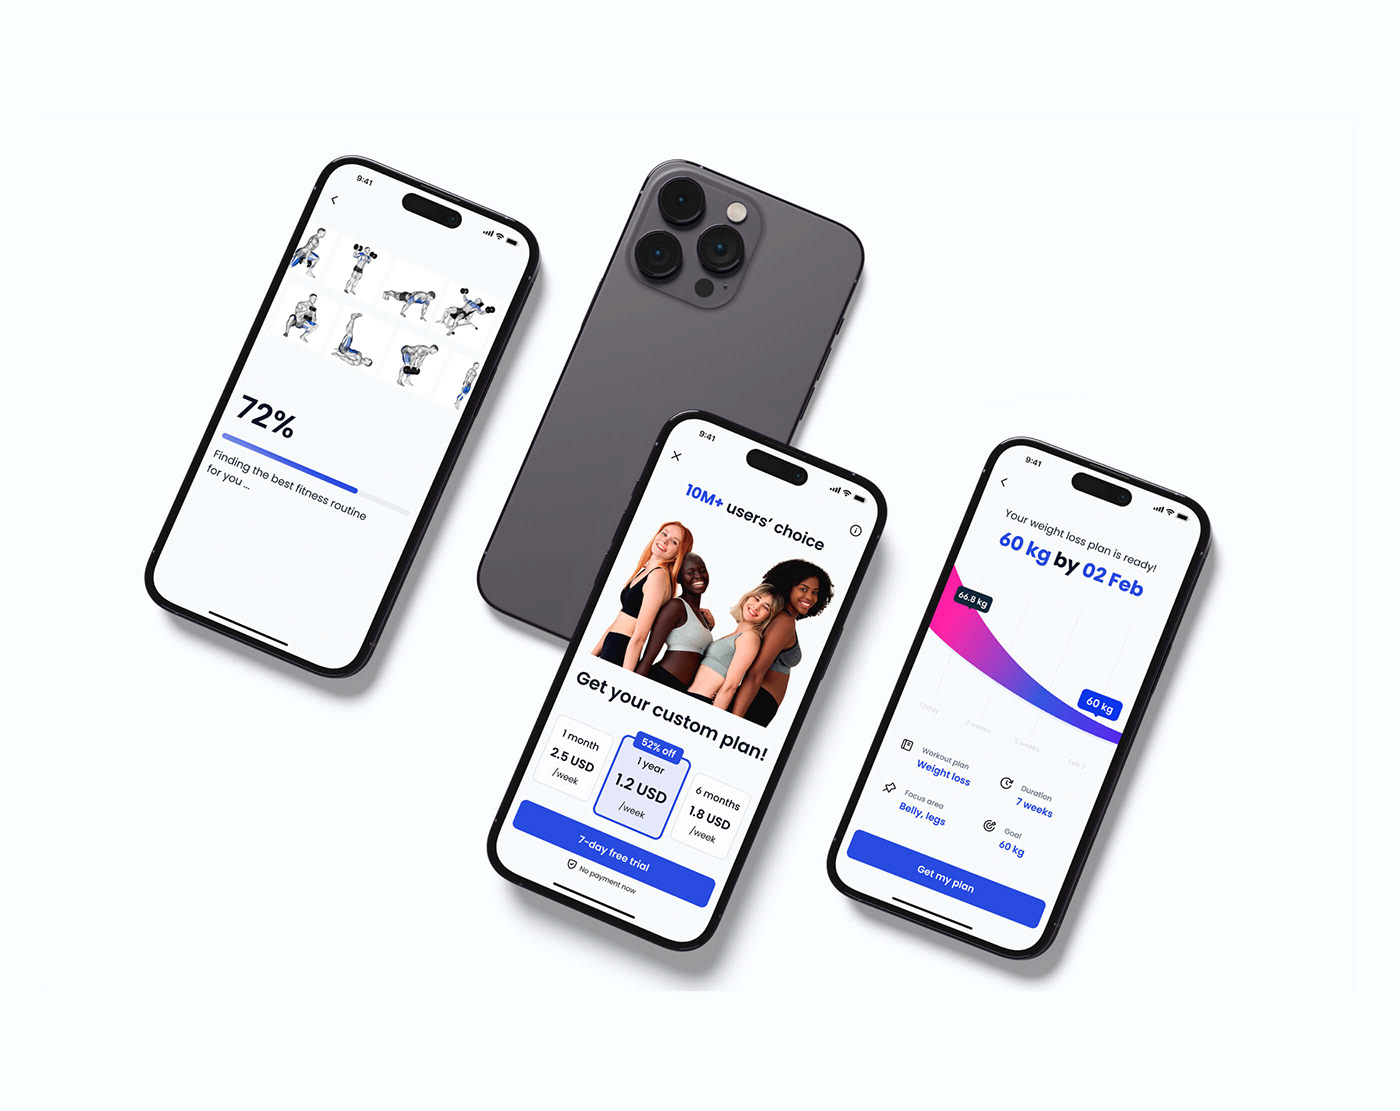 9:41
72%
Finding the best fitness routine
for you ...
9:41
10M+ users' choice
Get your custom plan!
1 month
2.5 USD
/week
52% off
1 year
1.2 USD
/week
6 months
1.8 USD
/week
7-day free trial
No payment now
9:41
Your weight loss plan is ready!
60 kg by 02 Feb
66.8 kg
60 kg
Today
Feb 2
Workout plan
Weight loss
Duration
7 weeks
Focus area
Belly, legs
Goal
60 kg
Get my plan